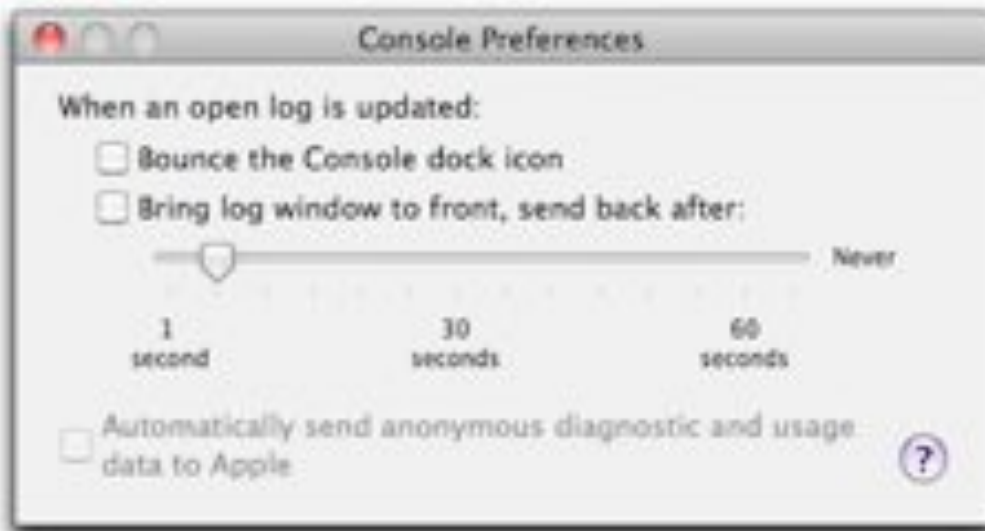 Console Preferences
When an open log is updated:
Bounce the Console dock icon
Bring log window to front, send back after:
Never
1 30 60
second seconds seconds
Automatically send anonymous diagnostic and usage
data to Apple
?